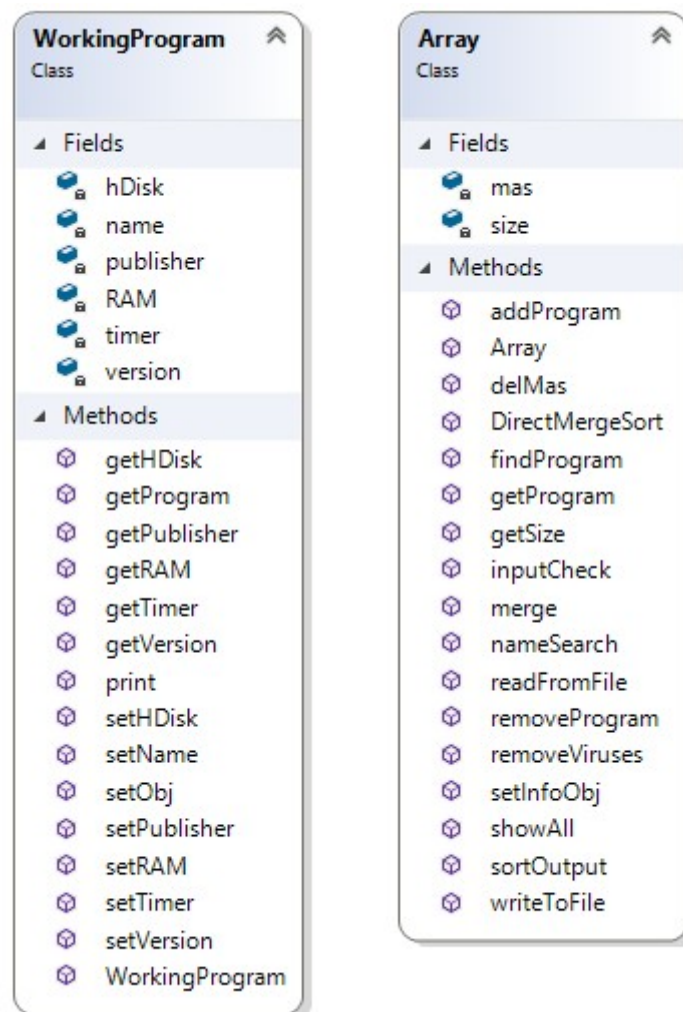 WorkingProgram
Class
Fields
hDisk
name
publisher
RAM
timer
version
Methods
getHDisk
getProgram
getPublisher
getRAM
getTimer
getVersion
print
setHDisk
setName
setObj
setPublisher
setRAM
setTimer
setVersion
WorkingProgram
Array
Class
Fields
mas
size
Methods
addProgram
Array
delMas
DirectMergeSort
findProgram
getProgram
getSize
inputCheck
merge
nameSearch
readFromFile
removeProgram
removeViruses
setInfoObj
showAll
sortOutput
writeToFile